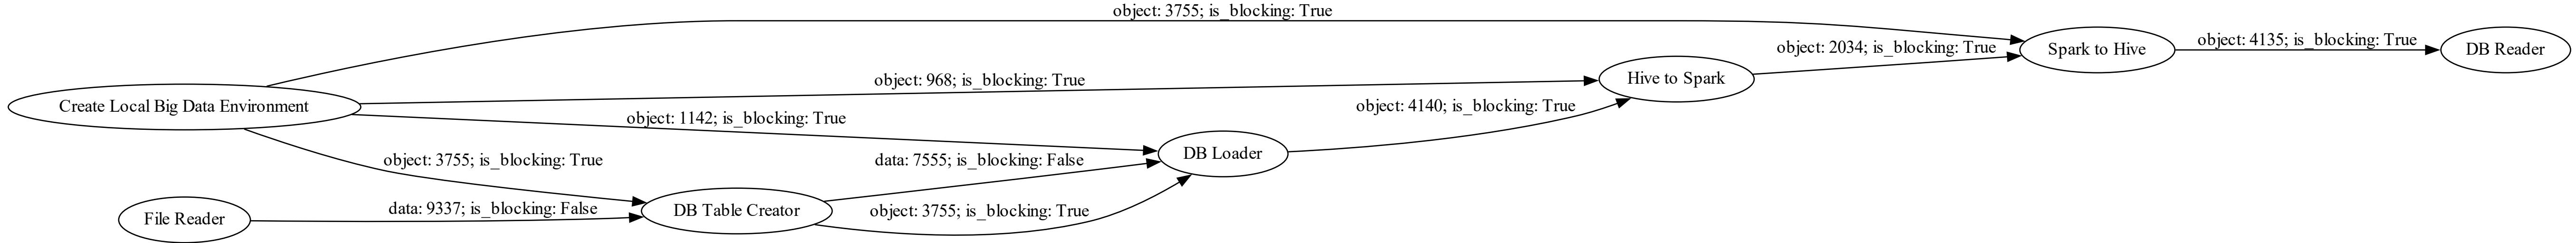 object: 3755; is_blocking: True
object: 2034; is_blocking: True
Spark to Hive
object: 4135; is_blocking: True
DB Reader
object: 968; is_blocking: True
Hive to Spark
Create Local Big Data Environment
object: 4140; is_blocking: True
object: 1142; is_blocking: True
DB Loader
object: 3755; is_blocking: True
data: 7555; is_blocking: False
File Reader
data: 9337; is_blocking: False
DB Table Creator
object: 3755; is_blocking: True